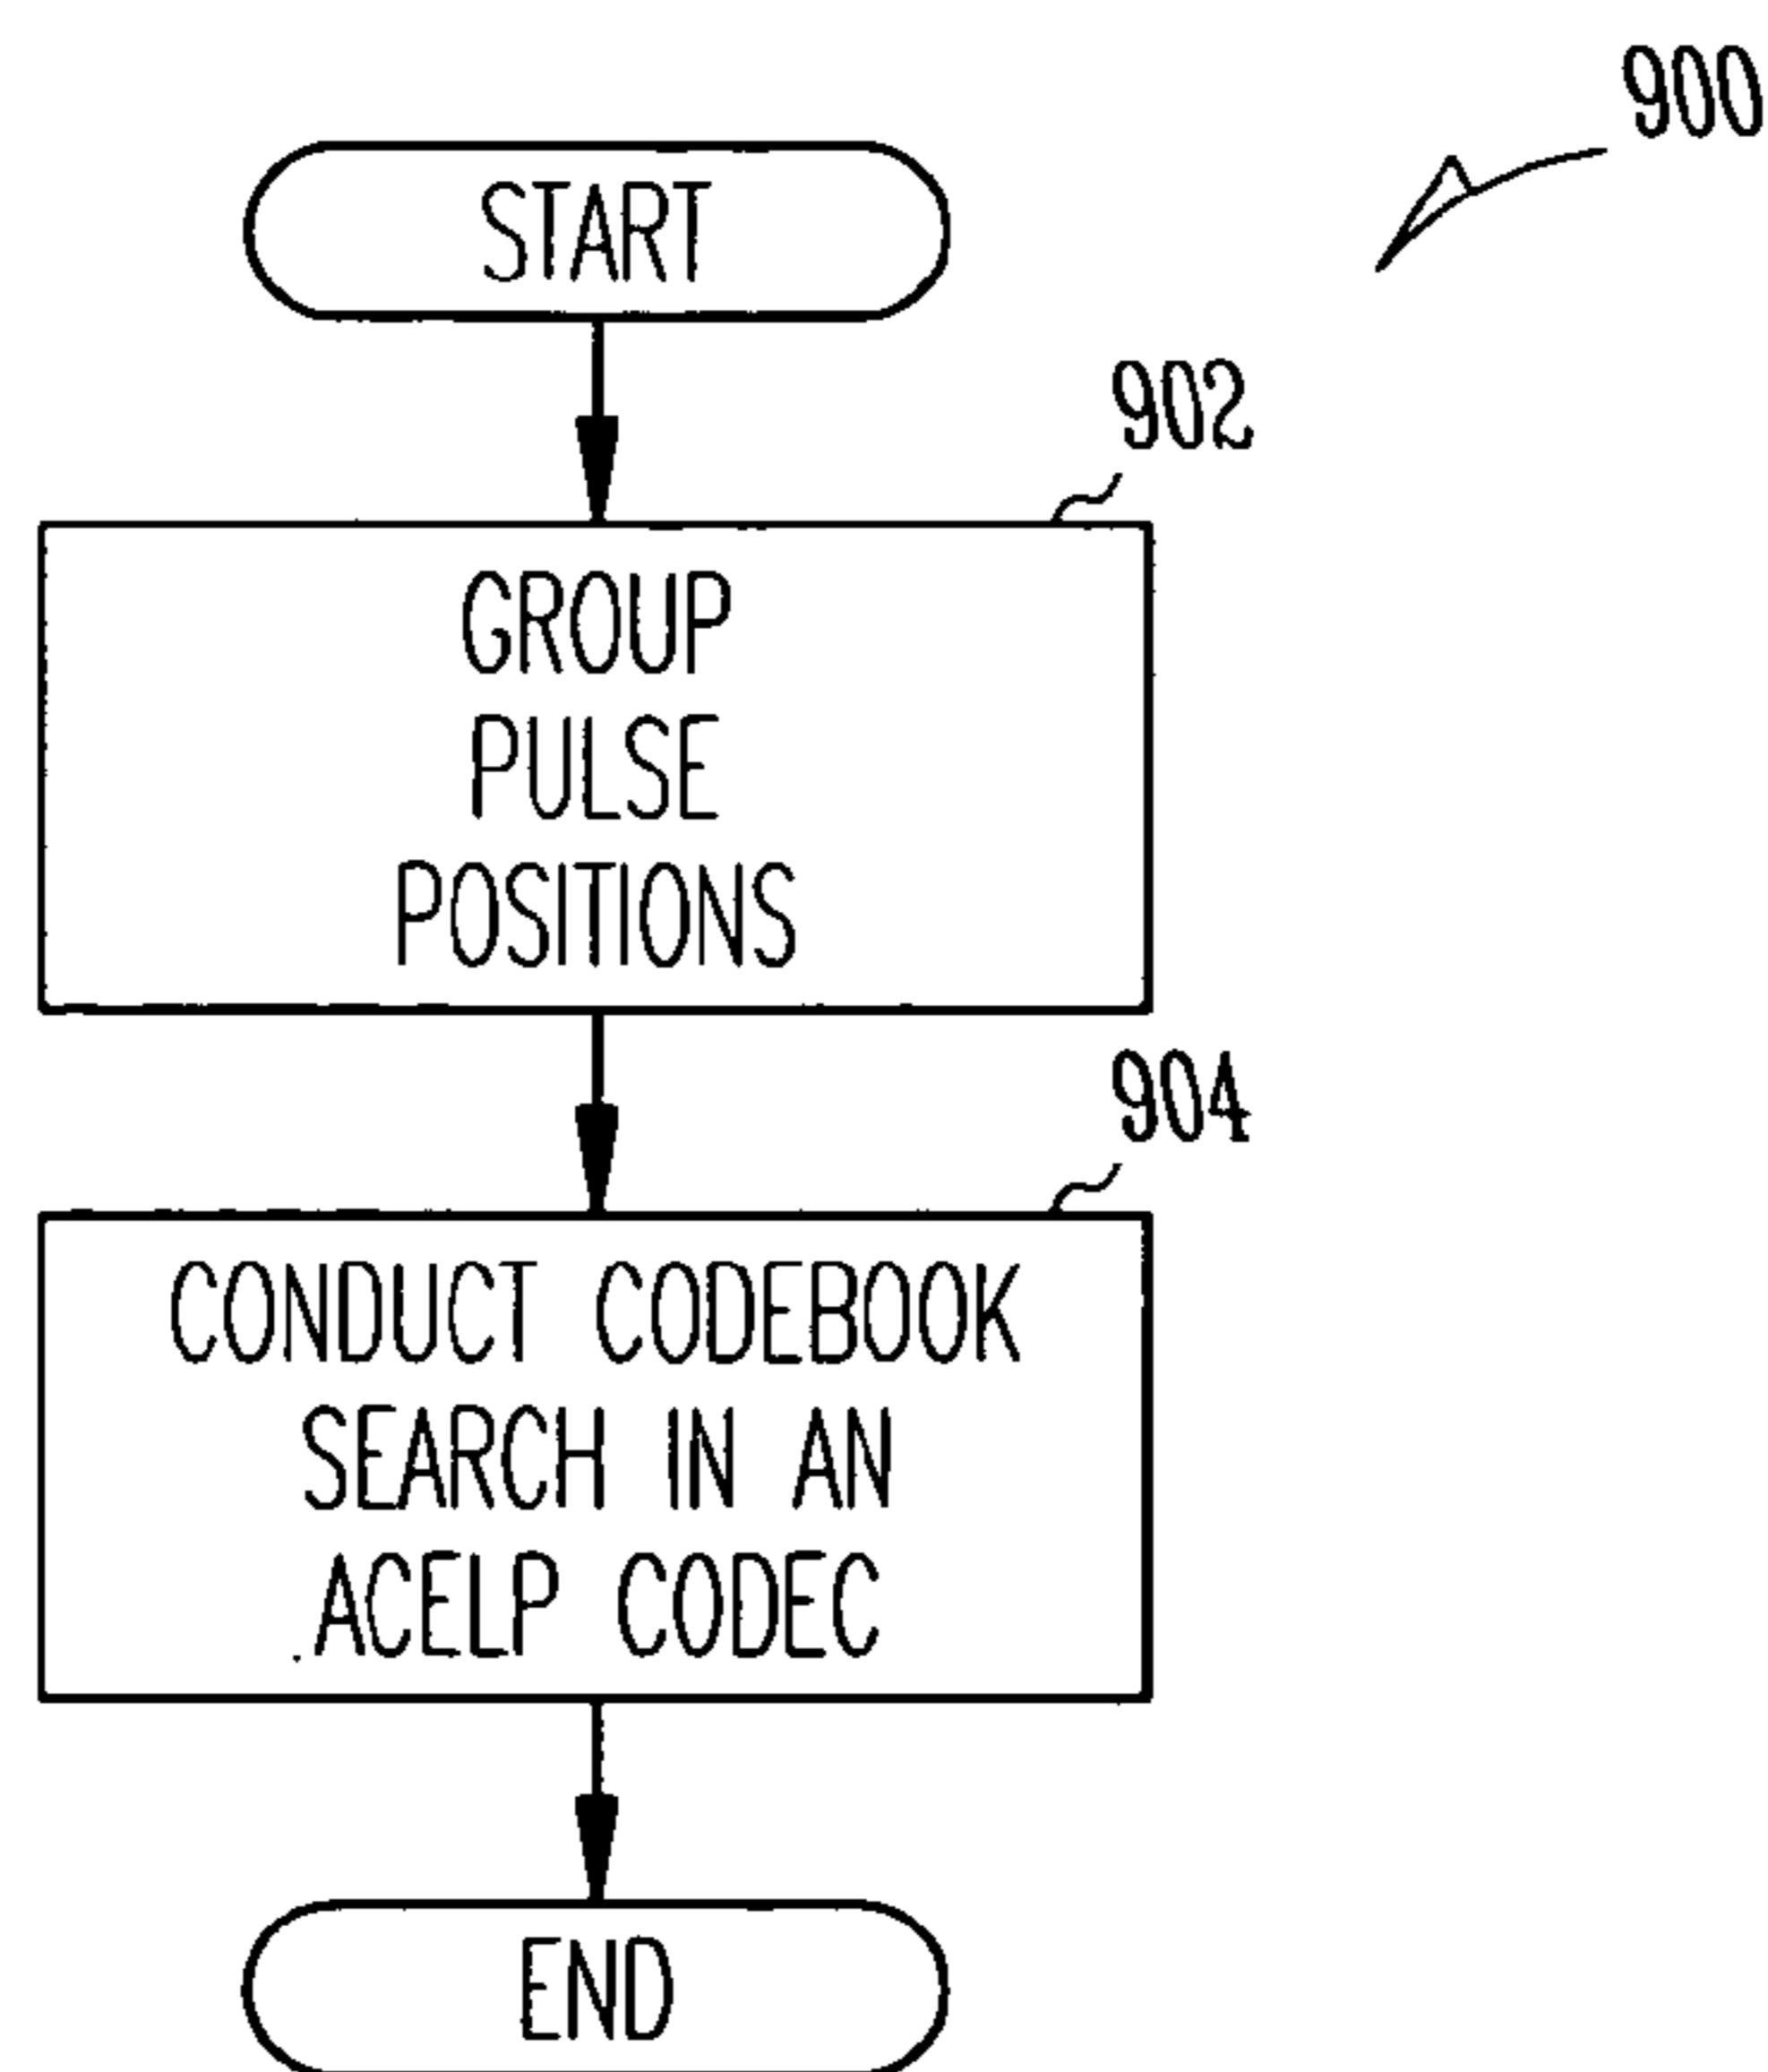 900
START
902
GROUP
PULSE
POSITIONS
904
CONDUCT CODEBOOK
SEARCH IN AN
ACELP CODEC
END